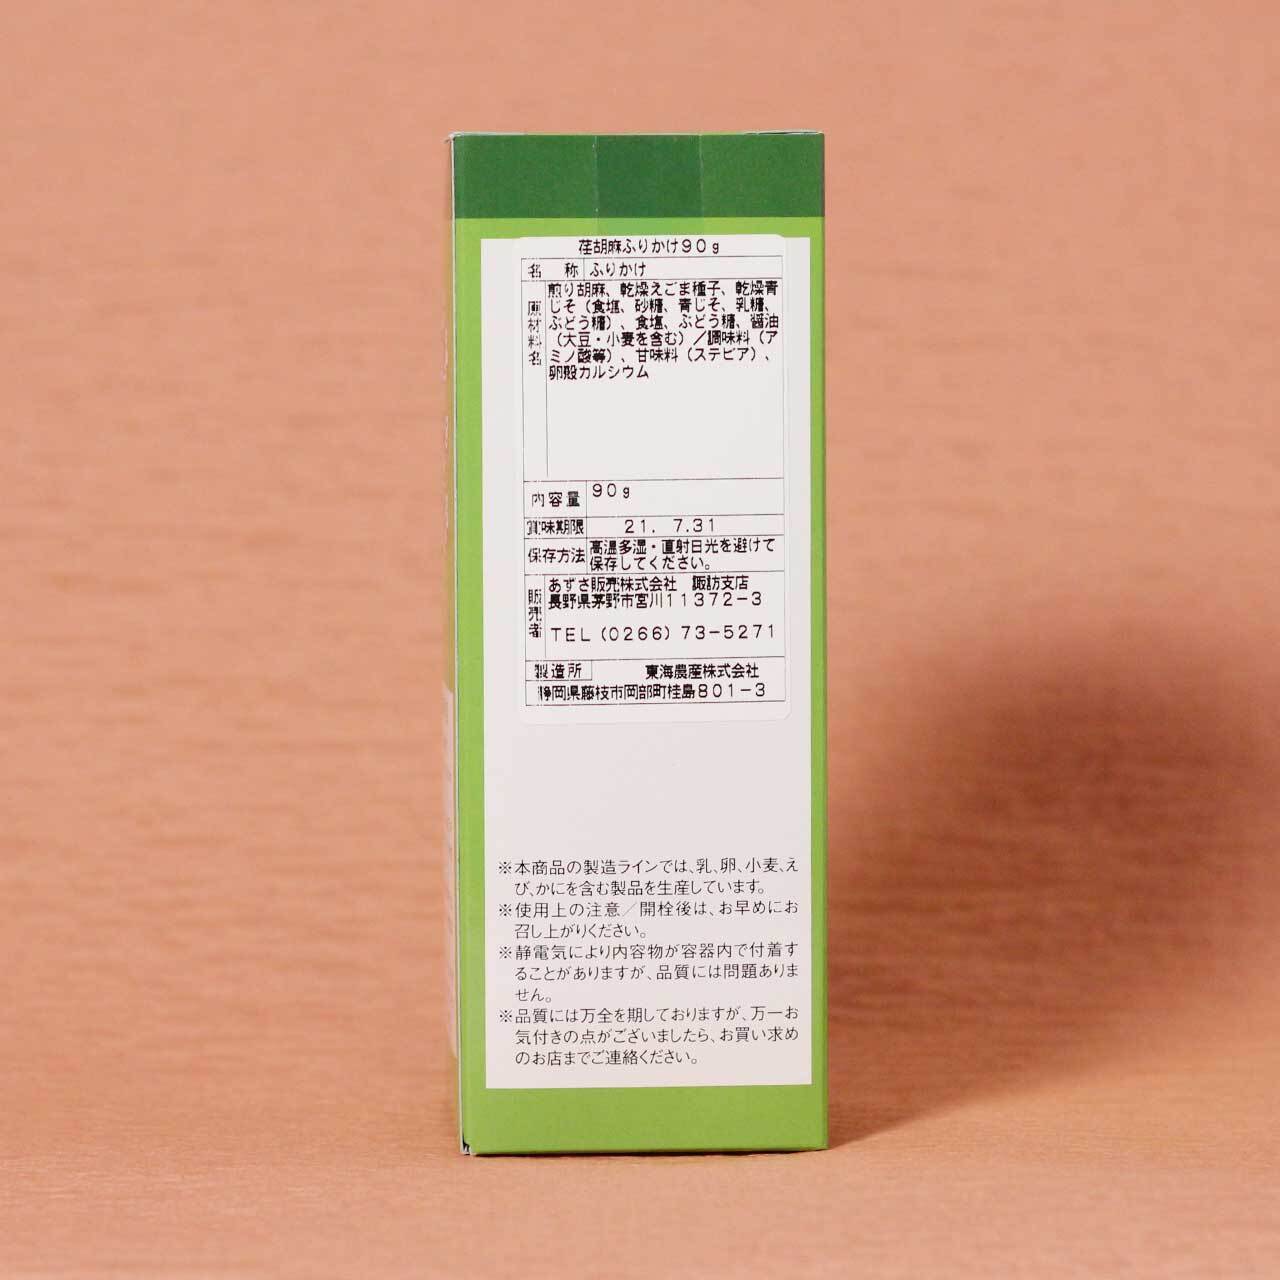 荏胡麻ふりかけ90g
名称 ふりかけ
原材料名 煎り胡麻、乾燥えごま種子、乾燥青
じそ（食塩、砂糖、青じそ、乳糖、
ぶどう糖）、食塩、ぶどう糖、醤油
（大豆・小麦を含む）／調味料（ア
ミノ酸等）、甘味料（ステビア）、
卵殻カルシウム
内容量 90g
賞味期限 21. 7.31
保存方法 高温多湿・直射日光を避けて
保存してください。
販売者 あずさ販売株式会社 諏訪支店
長野県茅野市宮川11372-3
TEL(0266)73-5271
製造所 東海農産株式会社
静岡県藤枝市岡部町桂島801-3
※本商品の製造ラインでは、乳、卵、小麦、え
び、かにを含む製品を生産しています。
※使用上の注意／開栓後は、お早めにお
召し上がりください。
※静電気により内容物が容器内で付着す
ることがありますが、品質には問題ありま
せん。
※品質には万全を期しておりますが、万一お
気付きの点がございましたら、お買い求め
のお店までご連絡ください。